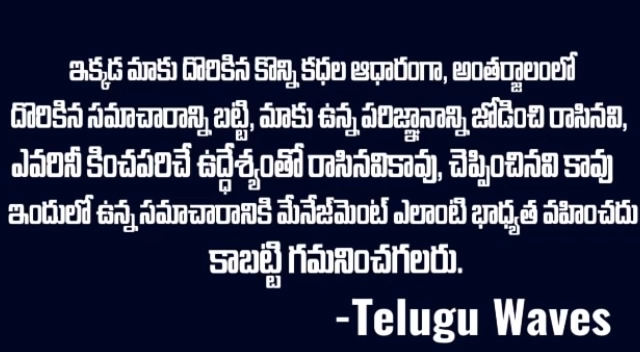 ఇక్కడ మాకు దొరికిన కొన్ని కధల ఆధారంగా, అంతర్జాలంలో
దొరికిన సమాచారాన్ని బట్టి, మాకు ఉన్న పరిజ్ఞానాన్ని జోడించి రాసినవి,
ఎవరినీ కించపరిచే ఉద్ధేశ్యంతో రాసినవికావు, చెప్పించినవి కావు
ఇందులో ఉన్న సమాచారానికి మేనేజ్‌మెంట్ ఎలాంటి భాధ్యత వహించదు
కాబట్టి గమనించగలరు.
-Telugu Waves